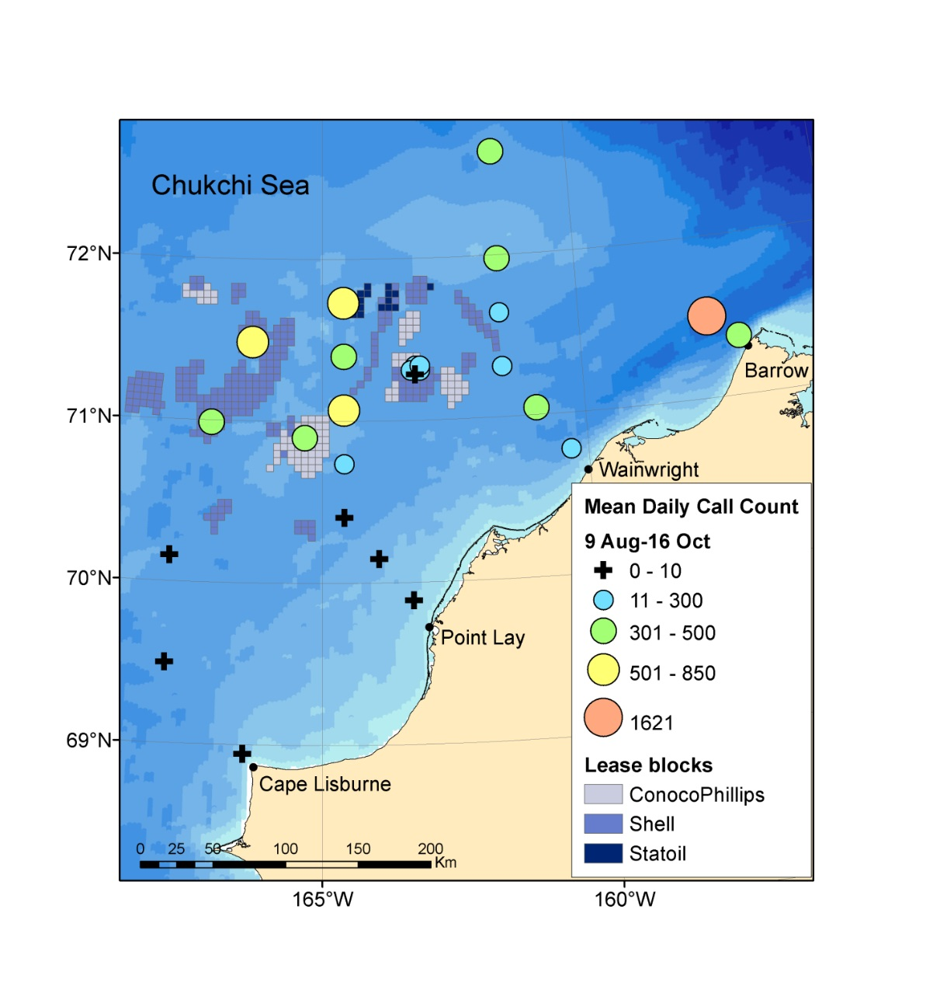 Chukchi Sea
72°N
71°N
70°N
69°N
Barrow
Wainwright
Point Lay
Cape Lisburne
Mean Daily Call Count
9 Aug-16 Oct
0 - 10
11 - 300
301 - 500
501 - 850
1621
Lease blocks
ConocoPhillips
Shell
Statoil
0 25 50 100 150 200
Km
165°W 160°W